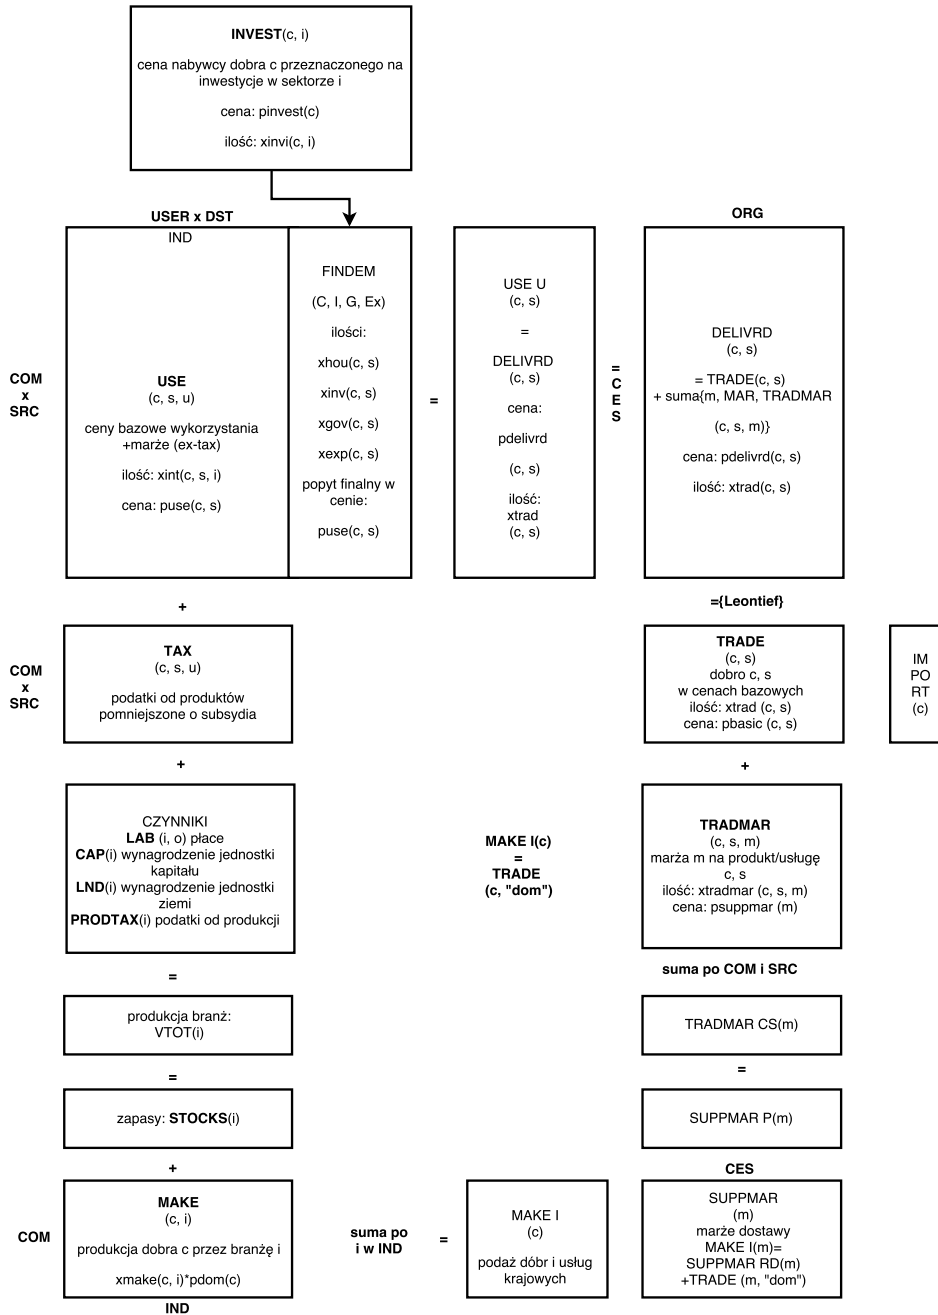 INVEST(c, i)
cena nabywcy dobra c przeznaczonego na
inwestycje w sektorze i
cena: pinvest(c)
ilość: xinvi(c, i)
USER x DST
ORG
IND
COM
x
SRC
USE
(c, s, u)
ceny bazowe wykorzystania
+marże (ex-tax)
ilość: xint(c, s, i)
cena: puse(c, s)
FINDEM
(C, I, G, Ex)
ilości:
xhou(c, s)
xinv(c, s)
xgov(c, s)
xexp(c, s)
popyt finalny w
cenie:
puse(c, s)
=
USE U
(c, s)
=
DELIVRD
(c, s)
cena:
pdelivrd
(c, s)
ilość:
xtrad
(c, s)
=
C
E
S
DELIVRD
(c, s)
= TRADE(c, s)
+ suma{m, MAR, TRADMAR
(c, s, m)}
cena: pdelivrd(c, s)
ilość: xtrad(c, s)
+
={Leontief}
COM
x
SRC
TAX
(c, s, u)
podatki od produktów
pomniejszone o subsydia
TRADE
(c, s)
dobro c, s
w cenach bazowych
ilość: xtrad (c, s)
cena: pbasic (c, s)
IM
PO
RT
(c)
+
+
CZYNNIKI
LAB (i, o) płace
CAP(i) wynagrodzenie jednostki
kapitału
LND(i) wynagrodzenie jednostki
ziemi
PRODTAX(i) podatki od produkcji
MAKE I(c)
=
TRADE
(c, "dom")
TRADMAR
(c, s, m)
marża m na produkt/usługę
c, s
ilość: xtradmar (c, s, m)
cena: psuppmar (m)
=
suma po COM i SRC
produkcja branż:
VTOT(i)
TRADMAR CS(m)
=
=
zapasy: STOCKS(i)
SUPPMAR P(m)
+
CES
COM
MAKE
(c, i)
produkcja dobra c przez branżę i
xmake(c, i)*pdom(c)
IND
suma po
i w IND
=
MAKE I
(c)
podaż dóbr i usług
krajowych
SUPPMAR
(m)
marże dostawy
MAKE I(m)=
SUPPMAR RD(m)
+TRADE (m, "dom")